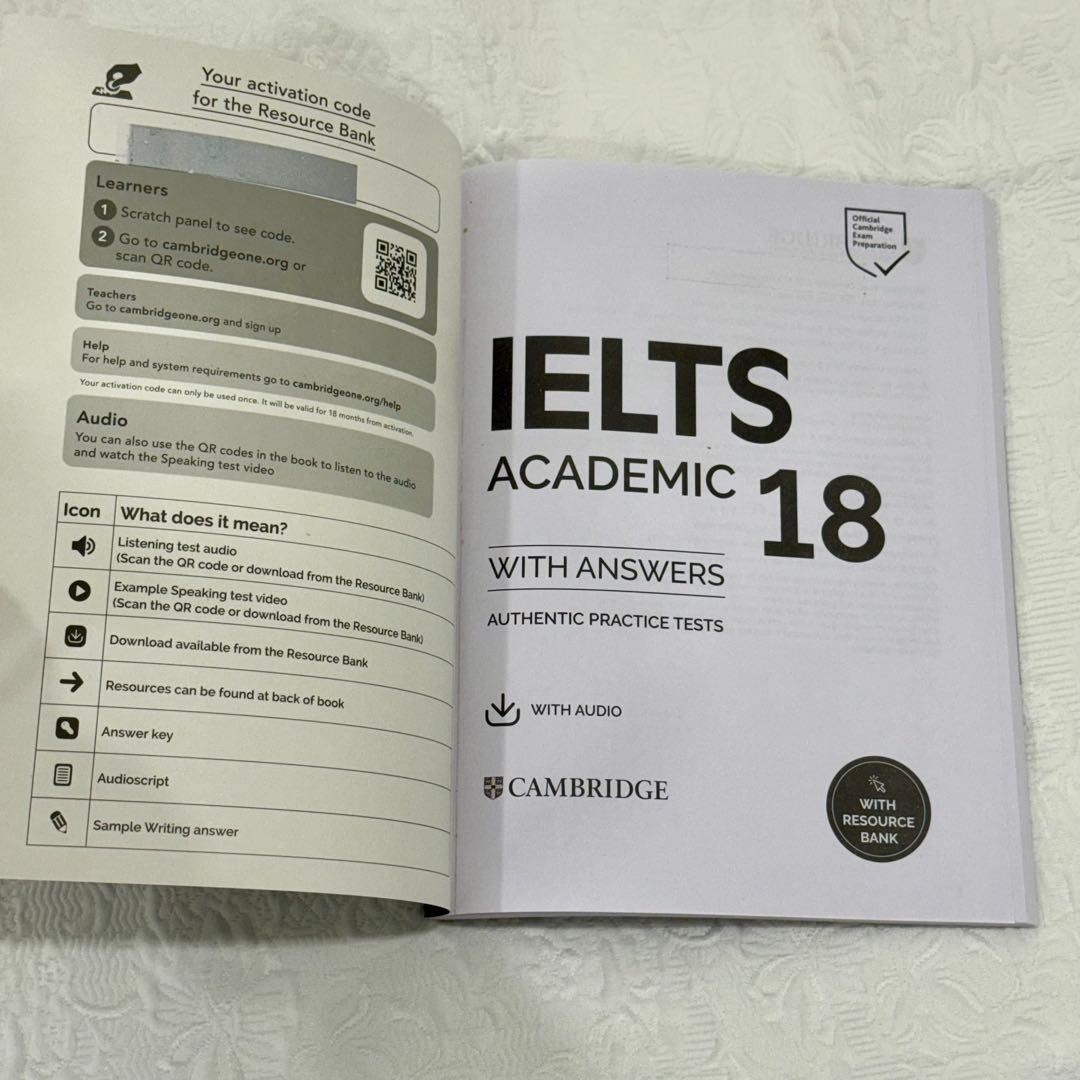 Your activation code
for the Resource Bank
Learners
1 Scratch panel to see code.
2 Go to cambridgeone.org or
scan QR code.
Teachers
Go to cambridgeone.org and sign up
Help
For help and system requirements go to cambridgeone.org/help
Your activation code can only be used once. It will be valid for 18 months from activation.
Audio
You can also use the QR codes in the book to listen to the audio
and watch the Speaking test video
Icon What does it mean?
Listening test audio
(Scan the QR code or download from the Resource Bank)
Example Speaking test video
(Scan the QR code or download from the Resource Bank)
Download available from the Resource Bank
Resources can be found at back of book
Answer key
Audioscript
Sample Writing answer
Official
Cambridge
Exam
Preparation
IELTS
ACADEMIC 18
WITH ANSWERS
AUTHENTIC PRACTICE TESTS
WITH AUDIO
CAMBRIDGE
WITH
RESOURCE
BANK